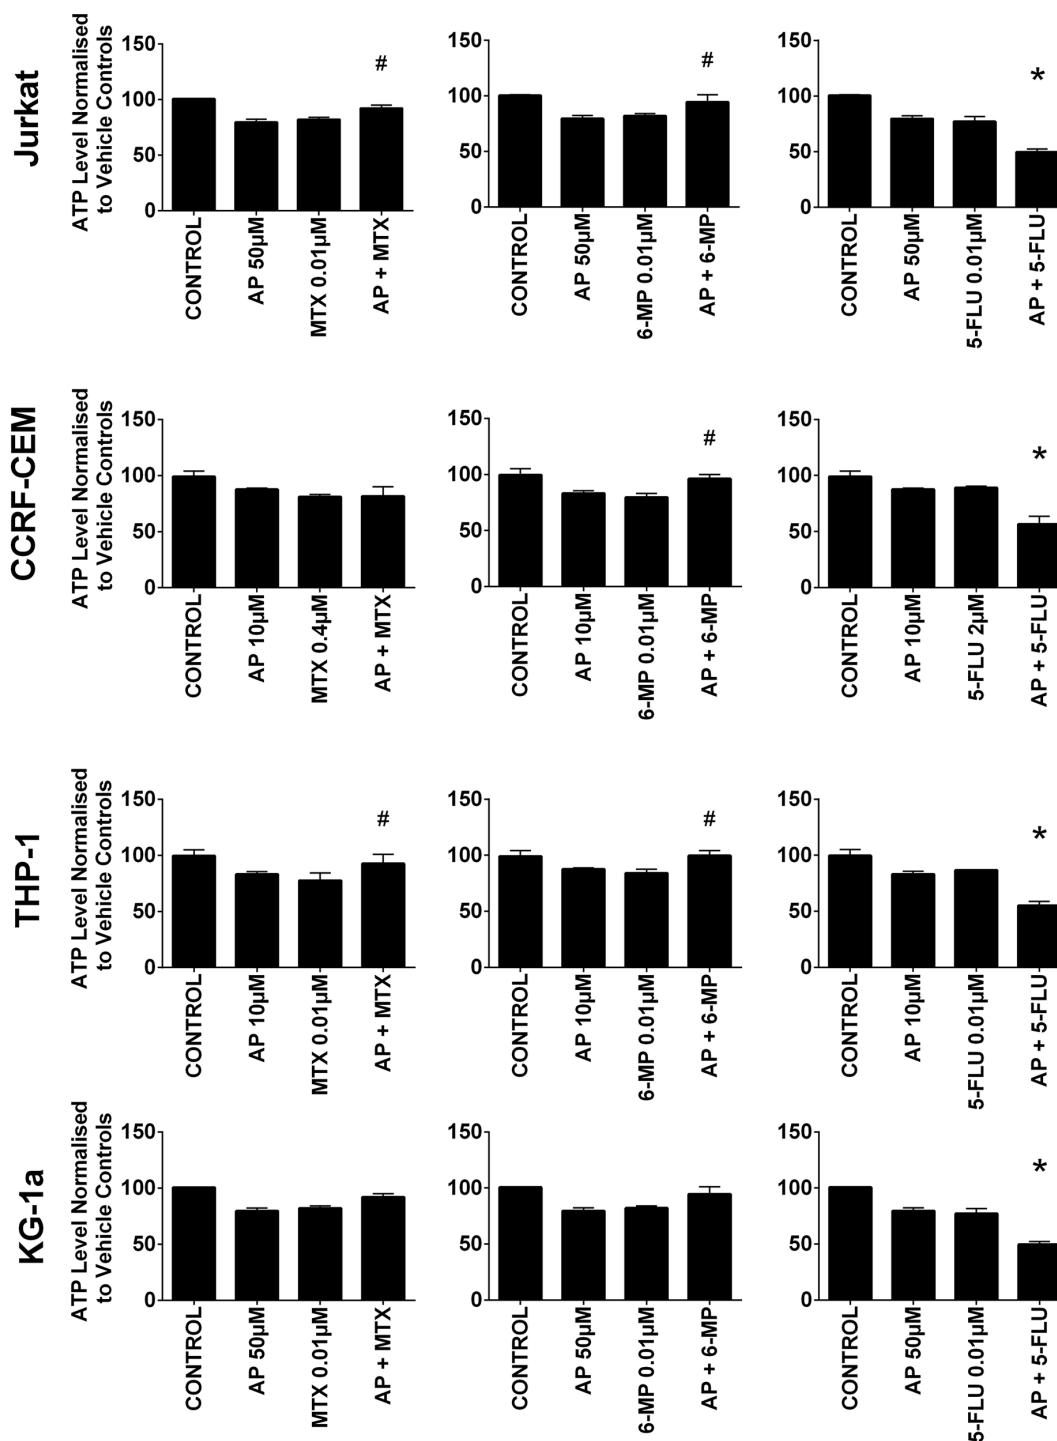 Jurkat
ATP Level Normalised
to Vehicle Controls
150
100
50
0
#
CONTROL
AP 50µM
MTX 0.01µM
AP + MTX
150
100
50
0
#
CONTROL
AP 50µM
6-MP 0.01µM
AP + 6-MP
150
100
50
0
*
CONTROL
AP 50µM
5-FLU 0.01µM
AP + 5-FLU
CCRF-CEM
ATP Level Normalised
to Vehicle Controls
150
100
50
0
CONTROL
AP 10µM
MTX 0.4µM
AP + MTX
150
100
50
0
#
CONTROL
AP 10µM
6-MP 0.01µM
AP + 6-MP
150
100
50
0
*
CONTROL
AP 10µM
5-FLU 2µM
AP + 5-FLU
THP-1
ATP Level Normalised
to Vehicle Controls
150
100
50
0
#
CONTROL
AP 10µM
MTX 0.01µM
AP + MTX
150
100
50
0
#
CONTROL
AP 10µM
6-MP 0.01µM
AP + 6-MP
150
100
50
0
*
CONTROL
AP 10µM
5-FLU 0.01µM
AP + 5-FLU
KG-1a
ATP Level Normalised
to Vehicle Controls
150
100
50
0
CONTROL
AP 50µM
MTX 0.01µM
AP + MTX
150
100
50
0
CONTROL
AP 50µM
6-MP 0.01µM
AP + 6-MP
150
100
50
0
*
CONTROL
AP 50µM
5-FLU 0.01µM
AP + 5-FLU